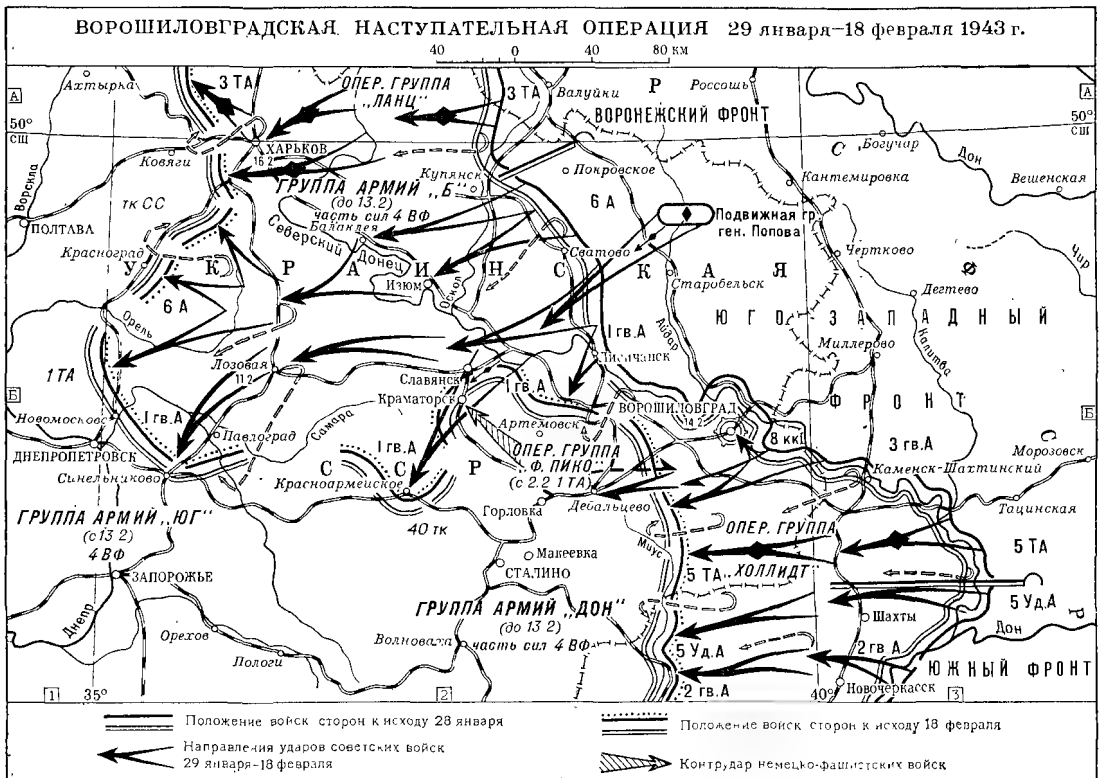 ВОРОШИЛОВГРАДСКАЯ НАСТУПАТЕЛЬНАЯ ОПЕРАЦИЯ 29 января–18 февраля 1943 г.
40 0 40 80 км
Ахтырка
3 ТА
ОПЕР. ГРУППА
„ЛАНЦ“
3 ТА
Валуйки
Р
Россошь
А
А
ВОРОНЕЖСКИЙ ФРОНТ
50°
СШ
50°
СШ
ХАРЬКОВ
16 2
Ковяги
С
Богучар
Дон
Ворскла
Купянск
Покровское
Кантемировка
Вешенская
ГРУППА АРМИЙ „Б“
(до 13.2)
часть сил 4 ВФ
6 А
тк СС
ПОЛТАВА
Подвижная гр.
ген. Попова
Балаклея
Северский
Донец
Красноград
Сватово
Чертково
Чир
У К Р А И Н С К А Я
Ф
Изюм
Оскол
Старобельск
Дегтево
6 А
Орель
Айдар
ЮГО-ЗАПАДНЫЙ
Калитва
1 гв.А
Миллерово
Лозовая
11 2
Лисичанск
1 ТА
Славянск
1 гв.А
Б
Б
Краматорск
ФРОНТ
Новомосковск
1 гв.А
Павлоград
Самара
1 гв.А
Артемовск
ВОРОШИЛОВГРАД
14 2
8 кк
3 гв.А
С
Морозовск
ДНЕПРОПЕТРОВСК
ОПЕР. ГРУППА
Ф. ПИКО
(с 2.2 1 ТА)
С С Р
Синельниково
Красноармейское
Каменск-Шахтинский
Дебальцево
Горловка
Тацинская
ГРУППА АРМИЙ „ЮГ“
(с 13 2)
4 ВФ
40 тк
ОПЕР. ГРУППА
„ХОЛЛИДТ“
Миус
Макеевка
СТАЛИНО
5 ТА
5 ТА
ЗАПОРОЖЬЕ
Днепр
ГРУППА АРМИЙ „ДОН“
(до 13 2)
часть сил 4 ВФ
5 Уд.А
Р
Шахты
Дон
Орехов
Волноваха
Пологи
5 Уд.А
2 гв А
2 гв.А
ЮЖНЫЙ ФРОНТ
Новочеркасск
1
35°
2
40°
3
Положение войск сторон к исходу 28 января
Положение войск сторон к исходу 18 февраля
Направления ударов советских войск
29 января–18 февраля
Контрудар немецко-фашистских войск